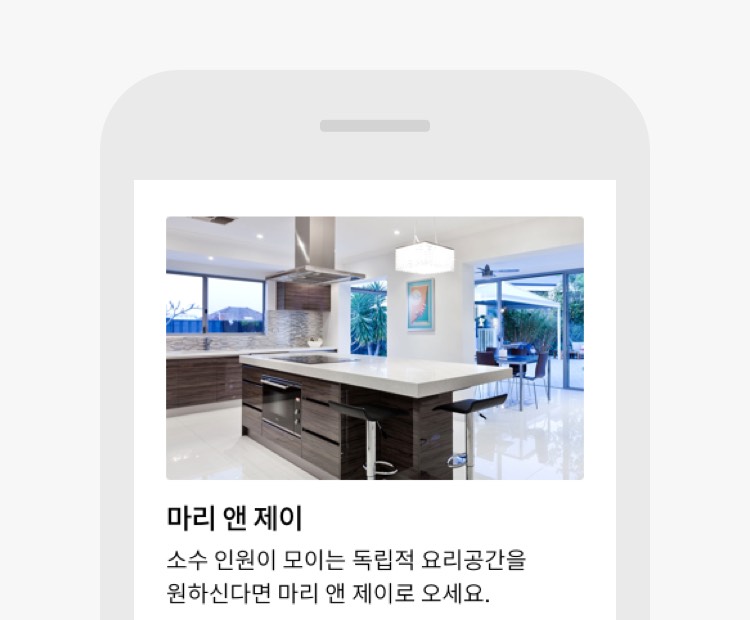 마리 앤 제이
소수 인원이 모이는 독립적 요리공간을
원하신다면 마리 앤 제이로 오세요.